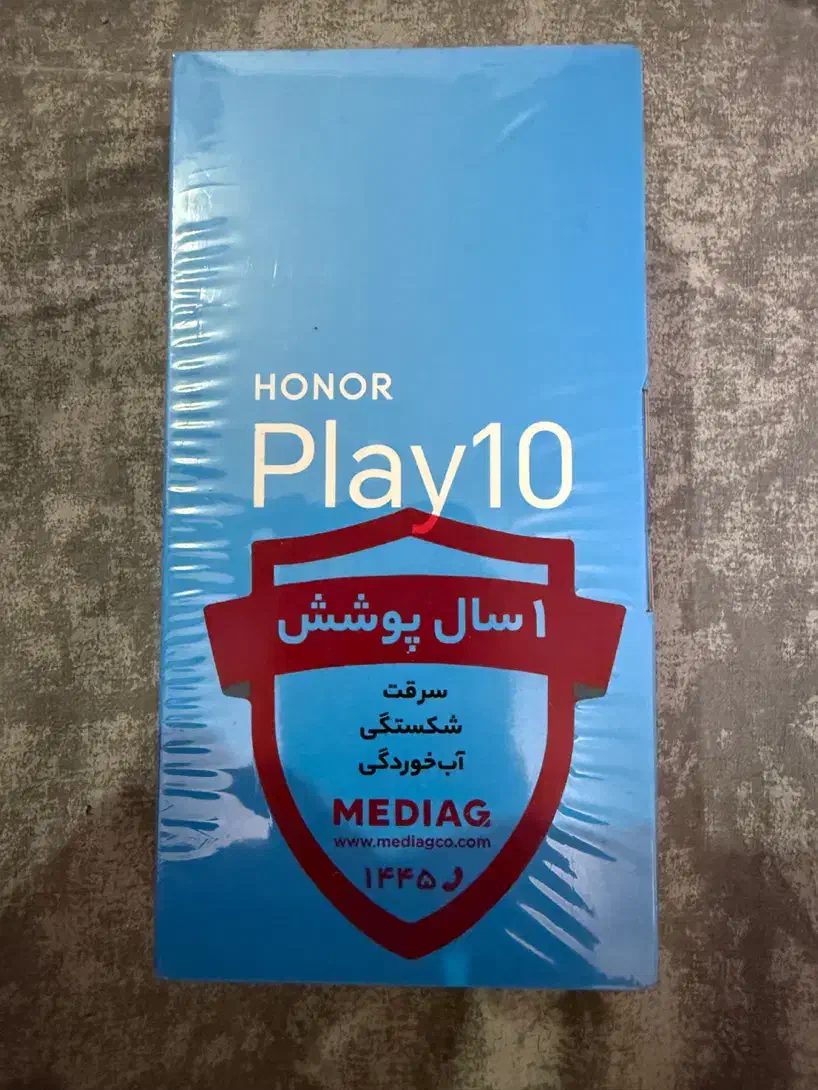 HONOR
Play10
۱ سال پوشش
سرقت
شکستگی
آب‌خوردگی
MEDIAG
www.mediagco.com
۱۴۴۵